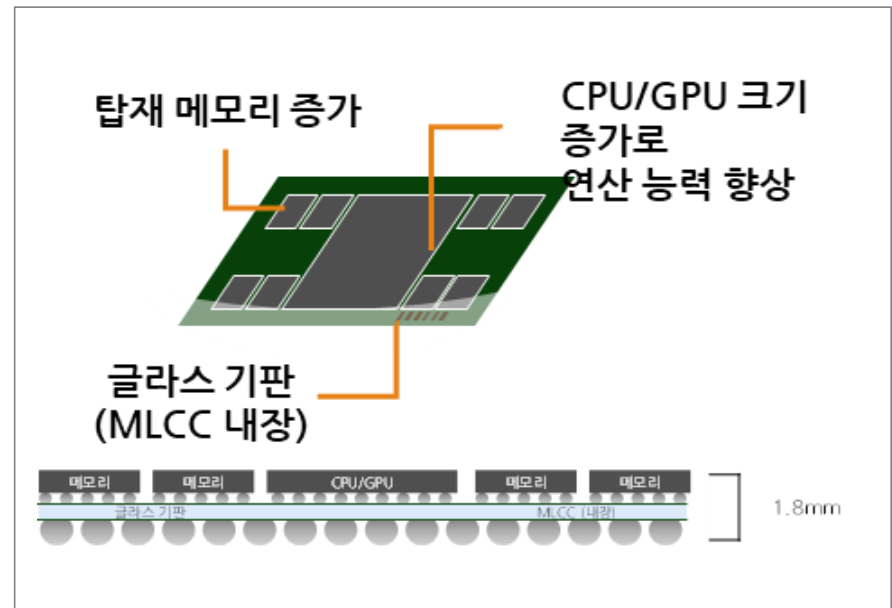 탑재 메모리 증가
CPU/GPU 크기
증가로
연산 능력 향상
글라스 기판
(MLCC 내장)
메모리
메모리
CPU/GPU
메모리
메모리
글라스 기판
MLCC (내장)
1.8mm